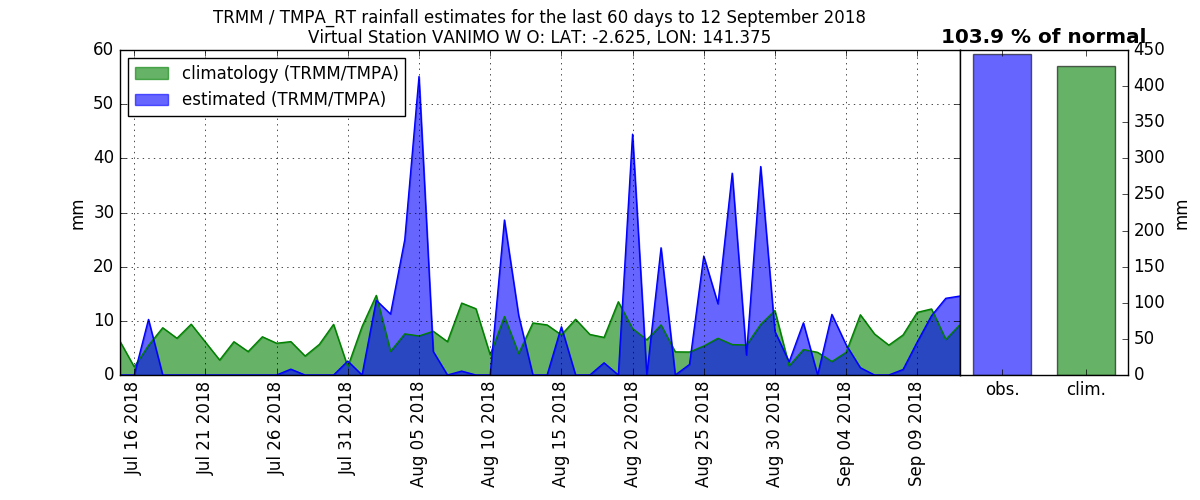 TRMM / TMPA_RT rainfall estimates for the last 60 days to 12 September 2018
Virtual Station VANIMO W O: LAT: -2.625, LON: 141.375
103.9 % of normal
climatology (TRMM/TMPA)
estimated (TRMM/TMPA)
60
50
40
30
20
10
0
mm
Jul 16 2018
Jul 21 2018
Jul 26 2018
Jul 31 2018
Aug 05 2018
Aug 10 2018
Aug 15 2018
Aug 20 2018
Aug 25 2018
Aug 30 2018
Sep 04 2018
Sep 09 2018
obs.
clim.
450
400
350
300
250
200
150
100
50
0
mm